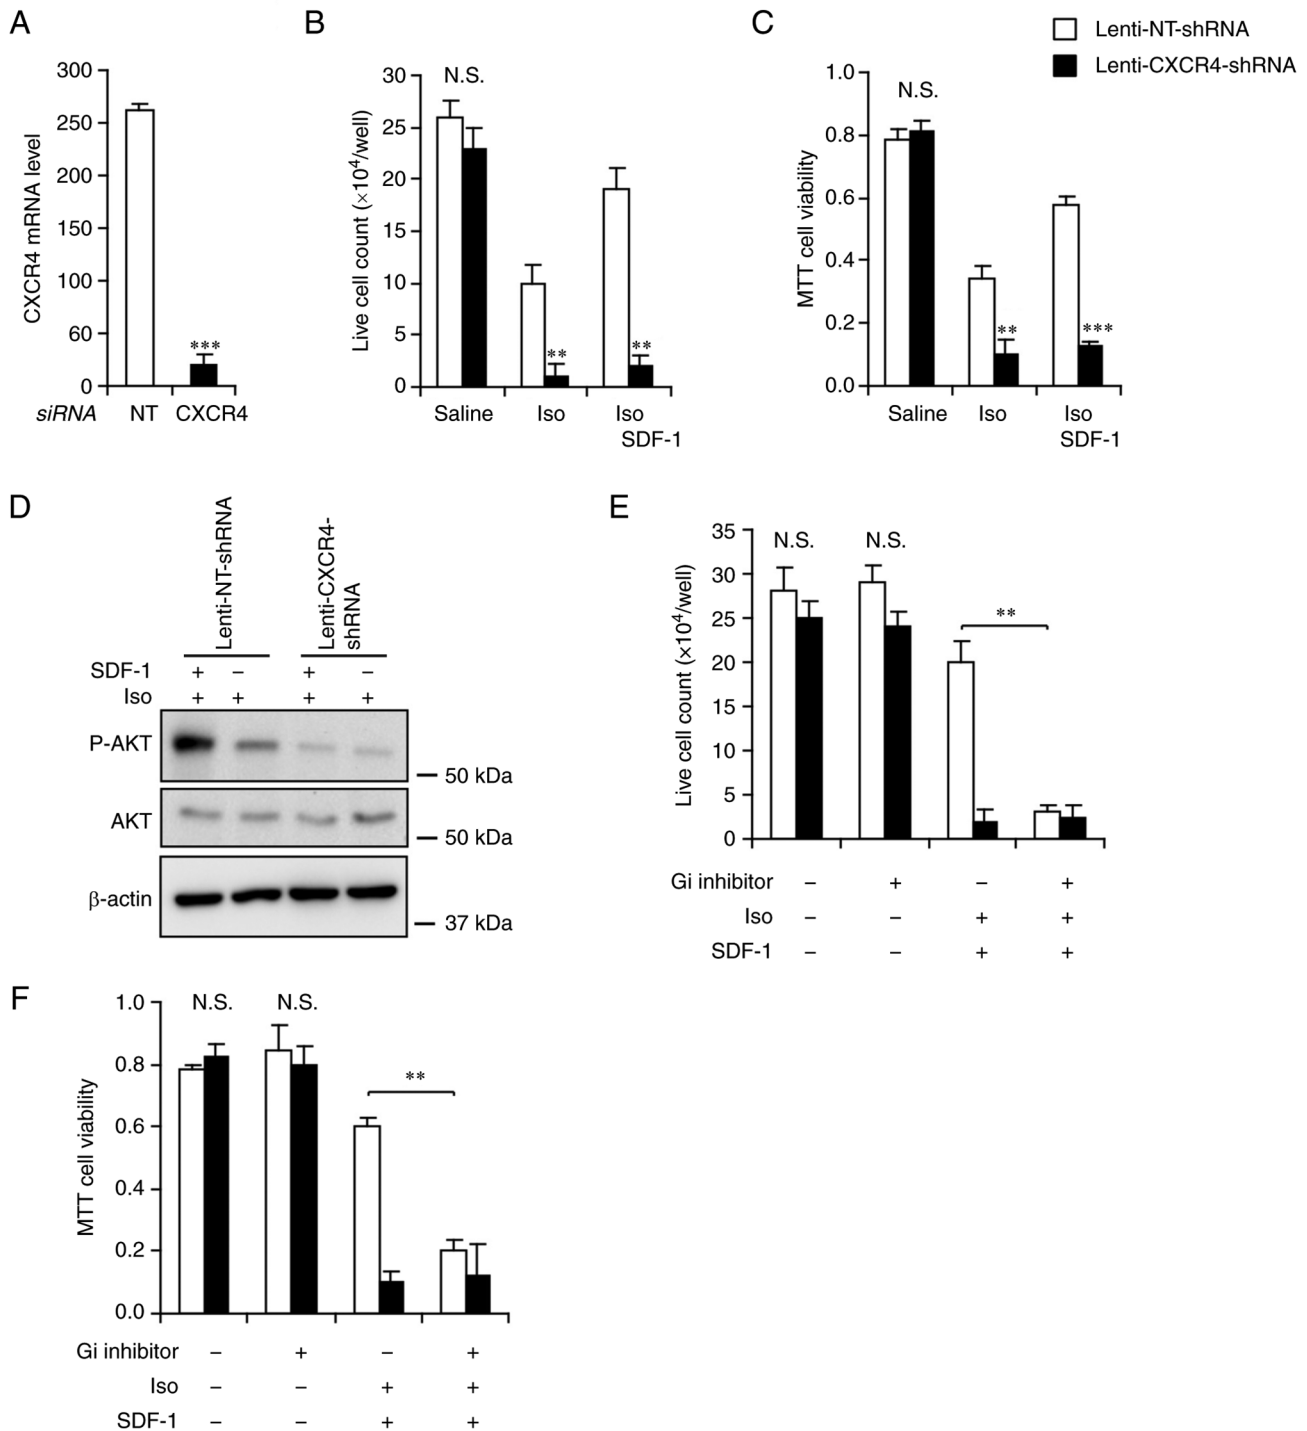 A
CXCR4 mRNA level
300
250
200
150
100
60
0
***
siRNA NT CXCR4
B
Live cell count (×10⁴/well)
30
25
20
15
10
5
0
N.S.
**
**
Saline Iso Iso
SDF-1
C
Lenti-NT-shRNA
Lenti-CXCR4-shRNA
MTT cell viability
1.0
0.8
0.6
0.4
0.2
0.0
N.S.
**
***
Saline Iso Iso
SDF-1
D
Lenti-NT-shRNA
Lenti-CXCR4-
shRNA
SDF-1 + – + –
Iso + + + +
P-AKT
50 kDa
AKT
50 kDa
β-actin
37 kDa
E
Live cell count (×10⁴/well)
35
30
25
20
15
10
5
0
N.S. N.S.
**
Gi inhibitor – + – +
Iso – – + +
SDF-1 – – + +
F
MTT cell viability
1.0
0.8
0.6
0.4
0.2
0.0
N.S. N.S.
**
Gi inhibitor – + – +
Iso – – + +
SDF-1 – – + +